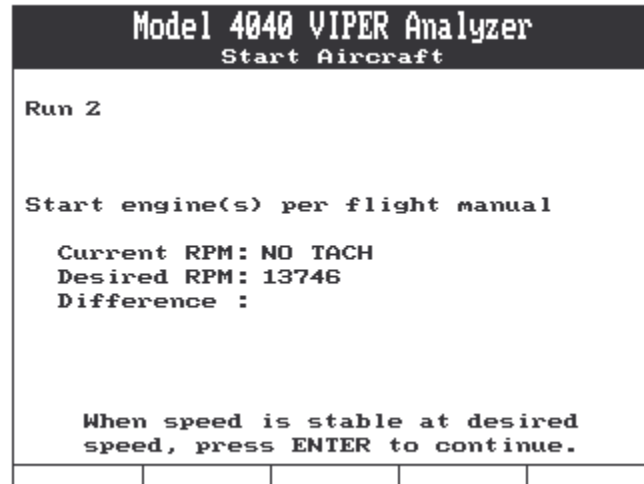 Model 4040 VIPER Analyzer
Start Aircraft
Run 2
Start engine(s) per flight manual
Current RPM: NO TACH
Desired RPM: 13746
Difference :
When speed is stable at desired
speed, press ENTER to continue.